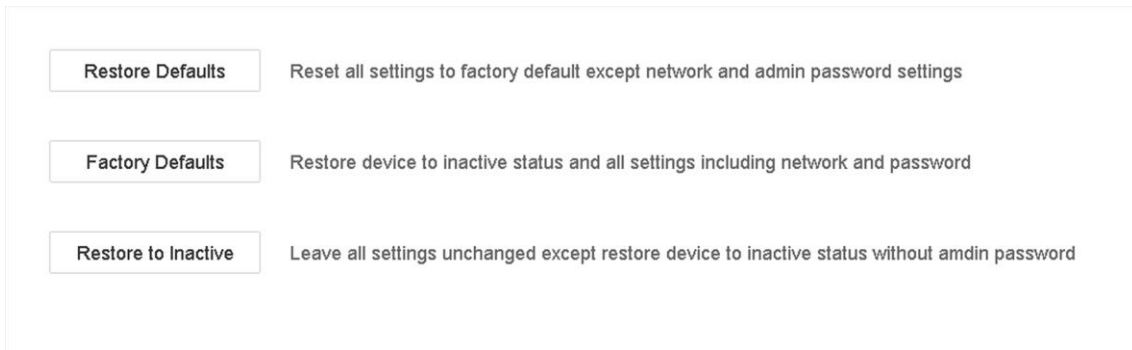 Restore Defaults Reset all settings to factory default except network and admin password settings
Factory Defaults Restore device to inactive status and all settings including network and password
Restore to Inactive Leave all settings unchanged except restore device to inactive status without amdin password